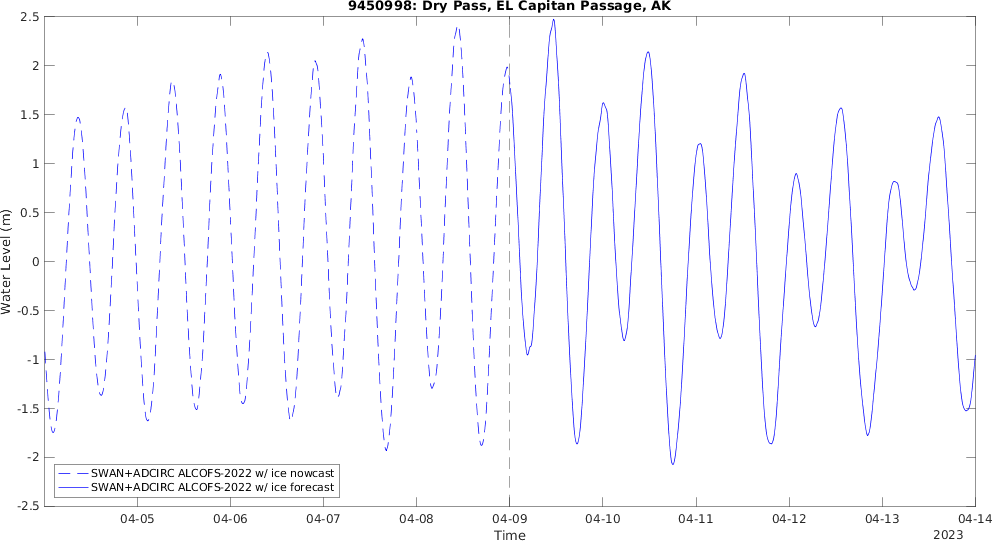 9450998: Dry Pass, EL Capitan Passage, AK
2.5
2
1.5
1
0.5
0
-0.5
-1
-1.5
-2
-2.5
Water Level (m)
SWAN+ADCIRC ALCOFS-2022 w/ ice nowcast
SWAN+ADCIRC ALCOFS-2022 w/ ice forecast
04-05 04-06 04-07 04-08 04-09 04-10 04-11 04-12 04-13 04-14
Time
2023